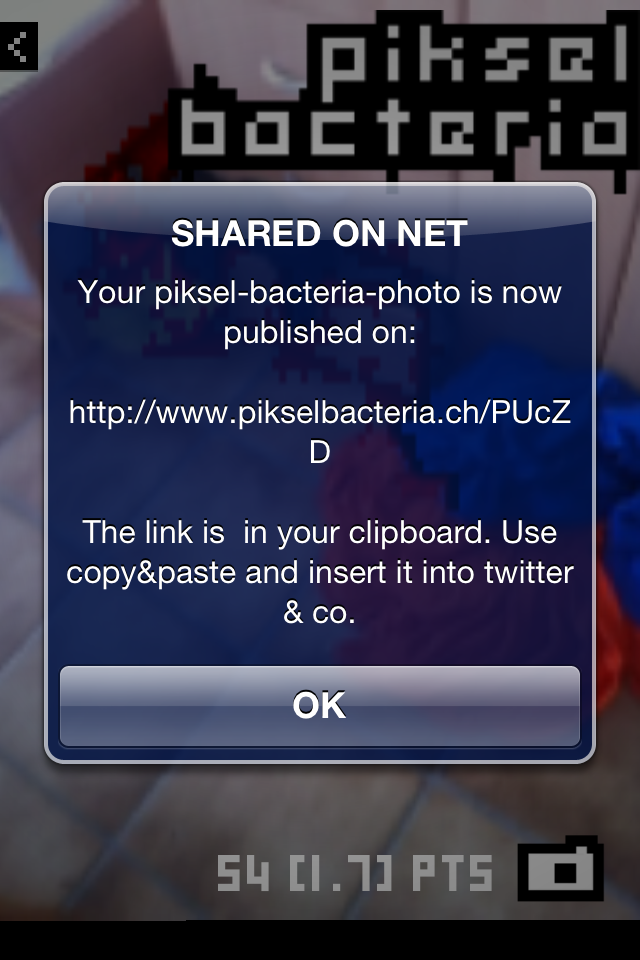 piksel
bacteria
SHARED ON NET
Your piksel-bacteria-photo is now
published on:
http://www.pikselbacteria.ch/PUcZ
D
The link is  in your clipboard. Use
copy&paste and insert it into twitter
& co.
OK
54 [1.7] PTS